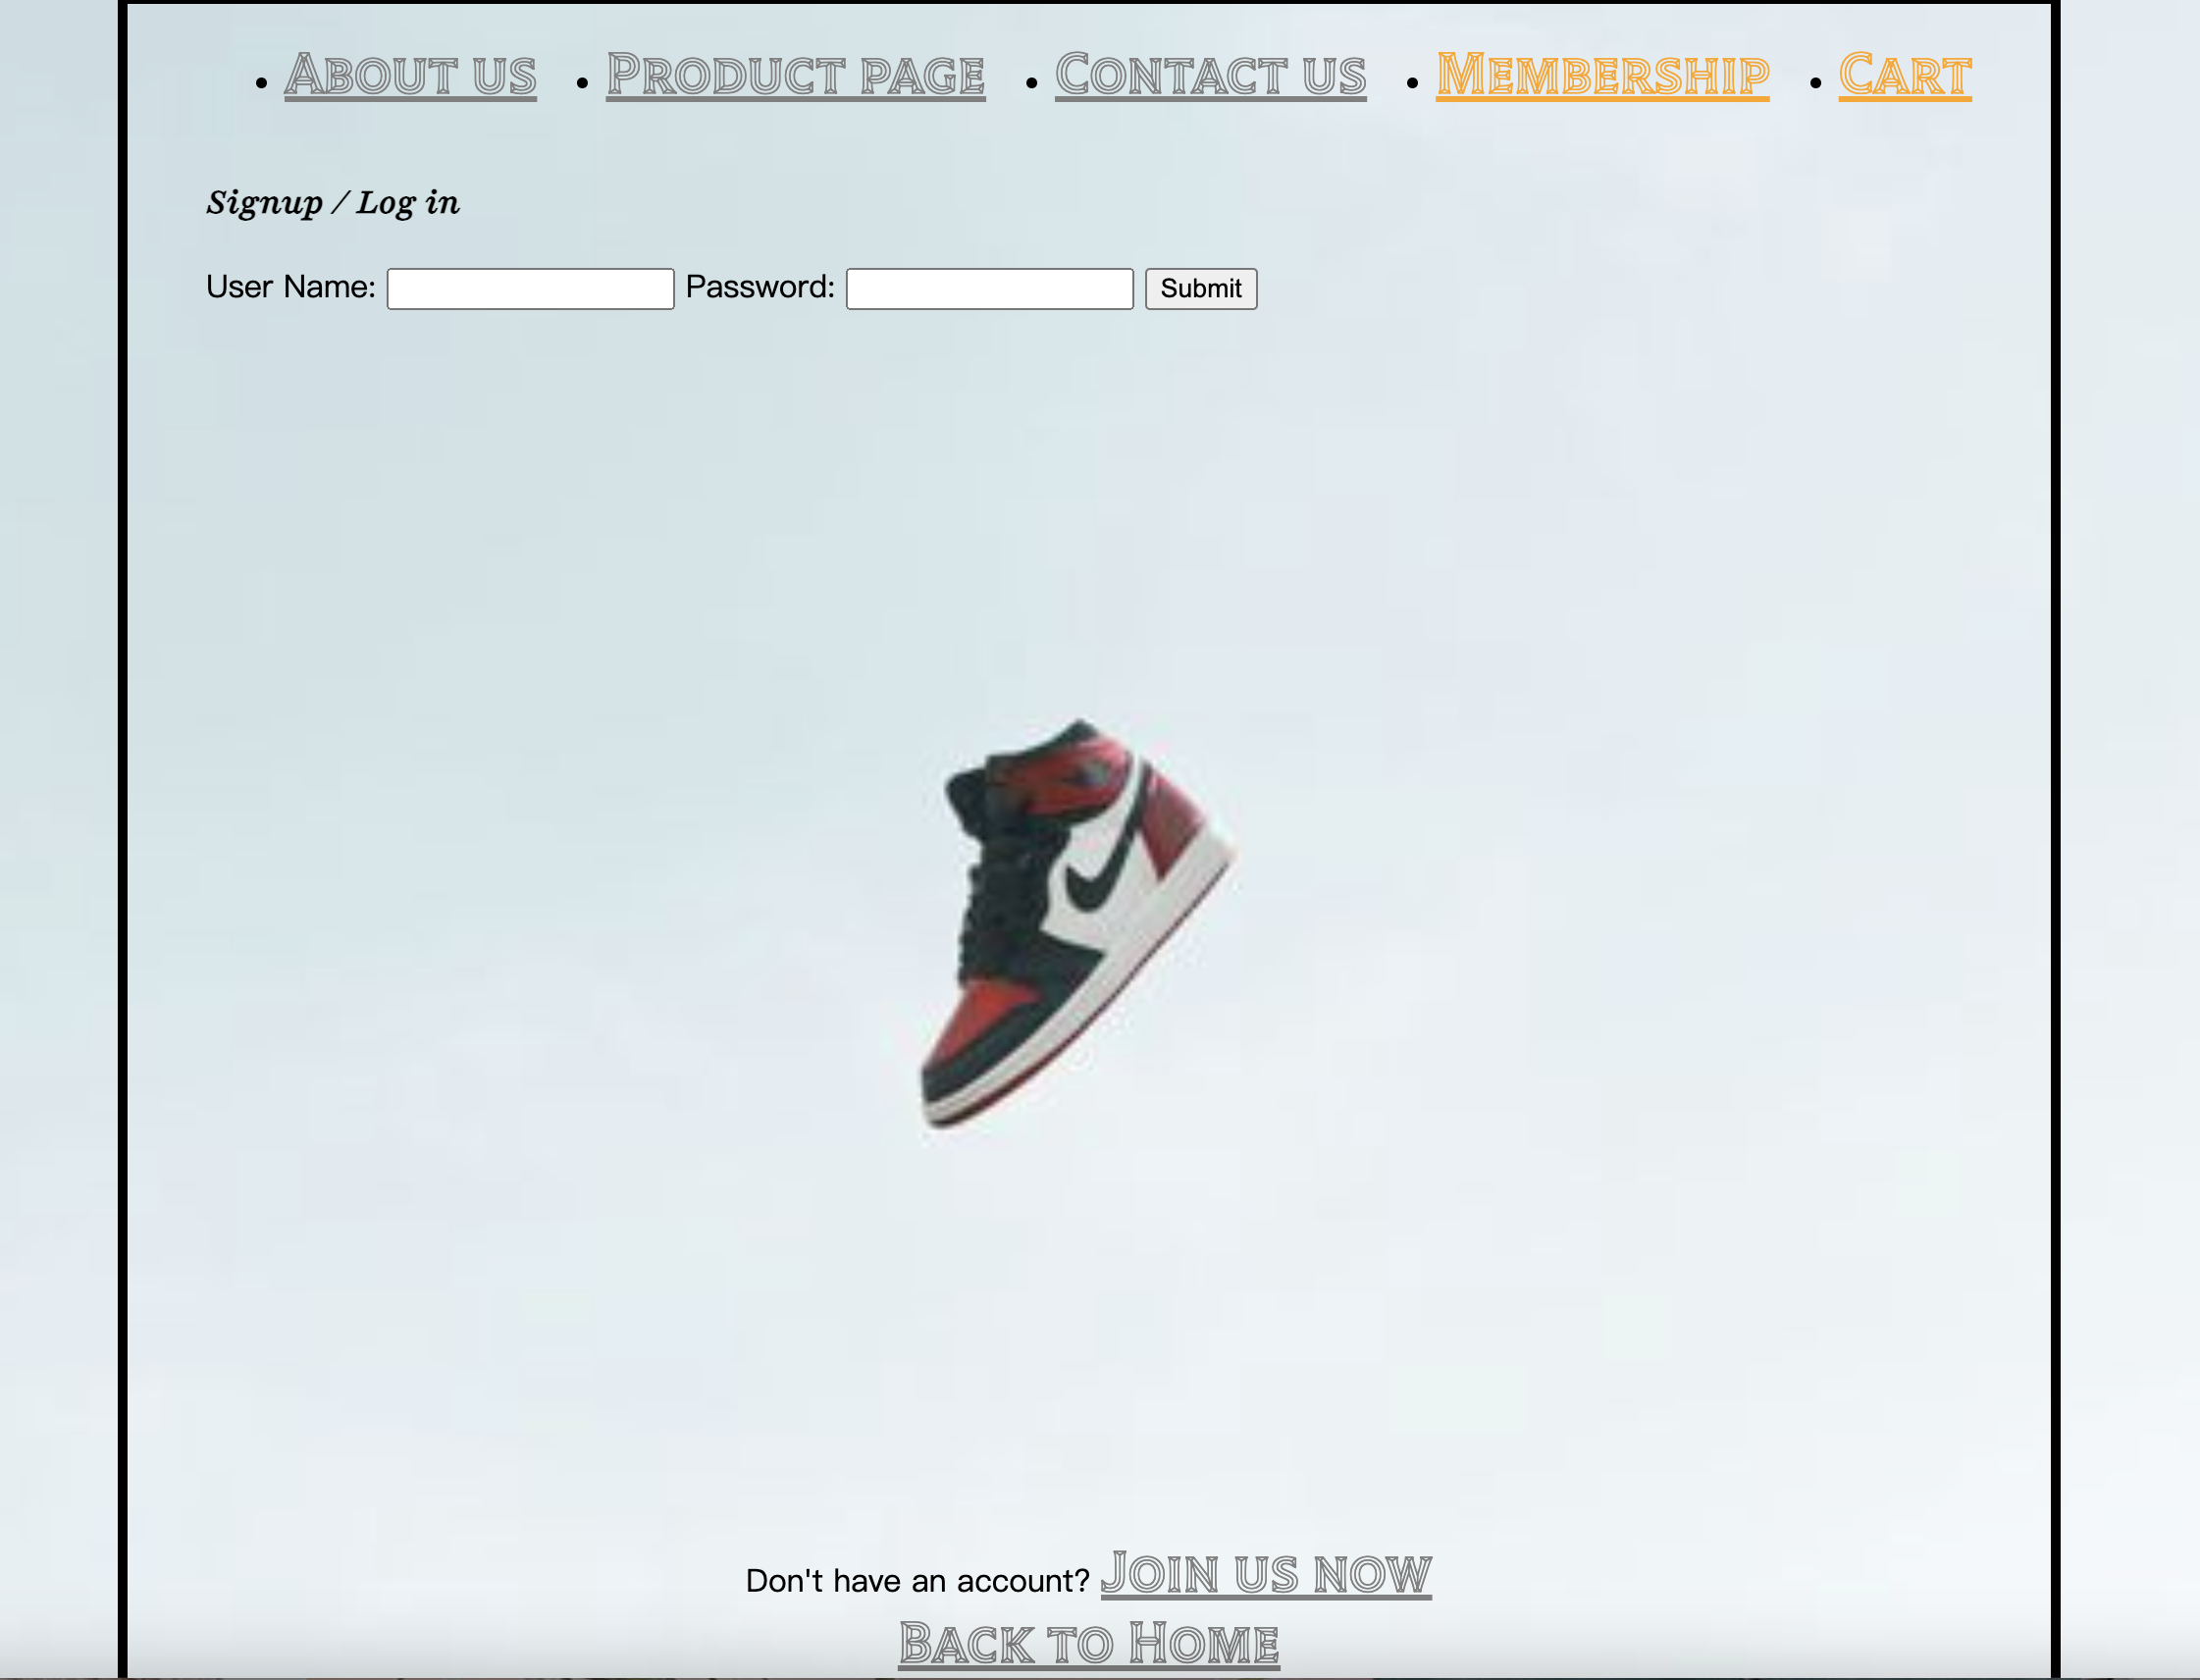 • About us • Product page • Contact us • Membership • Cart
Signup / Log in
User Name: Password: Submit
Don't have an account? Join us now
Back to Home